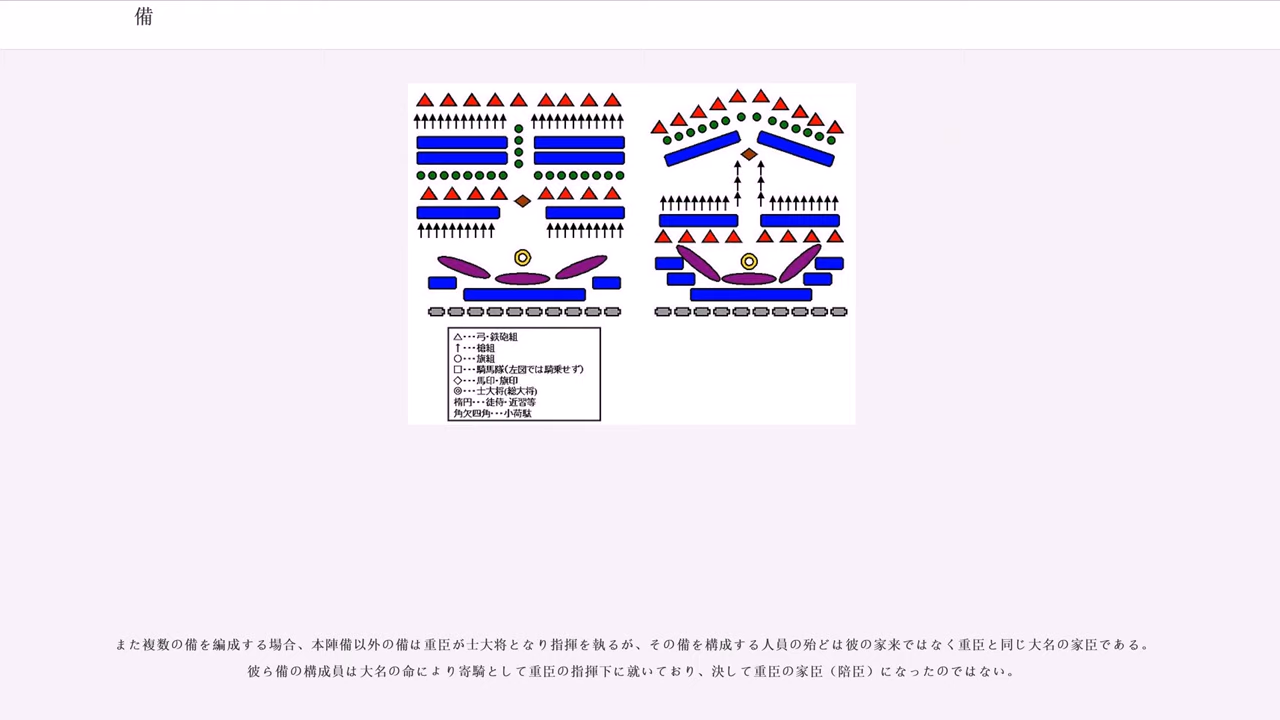 備
△･･･弓･鉄砲組
↑･･･槍組
○･･･旗組
□･･･騎馬隊(左図では騎乗せず)
◇･･･馬印･旗印
◎･･･士大将(総大将)
楕円･･･徒侍･近習等
角欠四角･･･小荷駄
また複数の備を編成する場合、本陣備以外の備は重臣が士大将となり指揮を執るが、その備を構成する人員の殆どは彼の家来ではなく重臣と同じ大名の家臣である。
彼ら備の構成員は大名の命により寄騎として重臣の指揮下に就いており、決して重臣の家臣（陪臣）になったのではない。